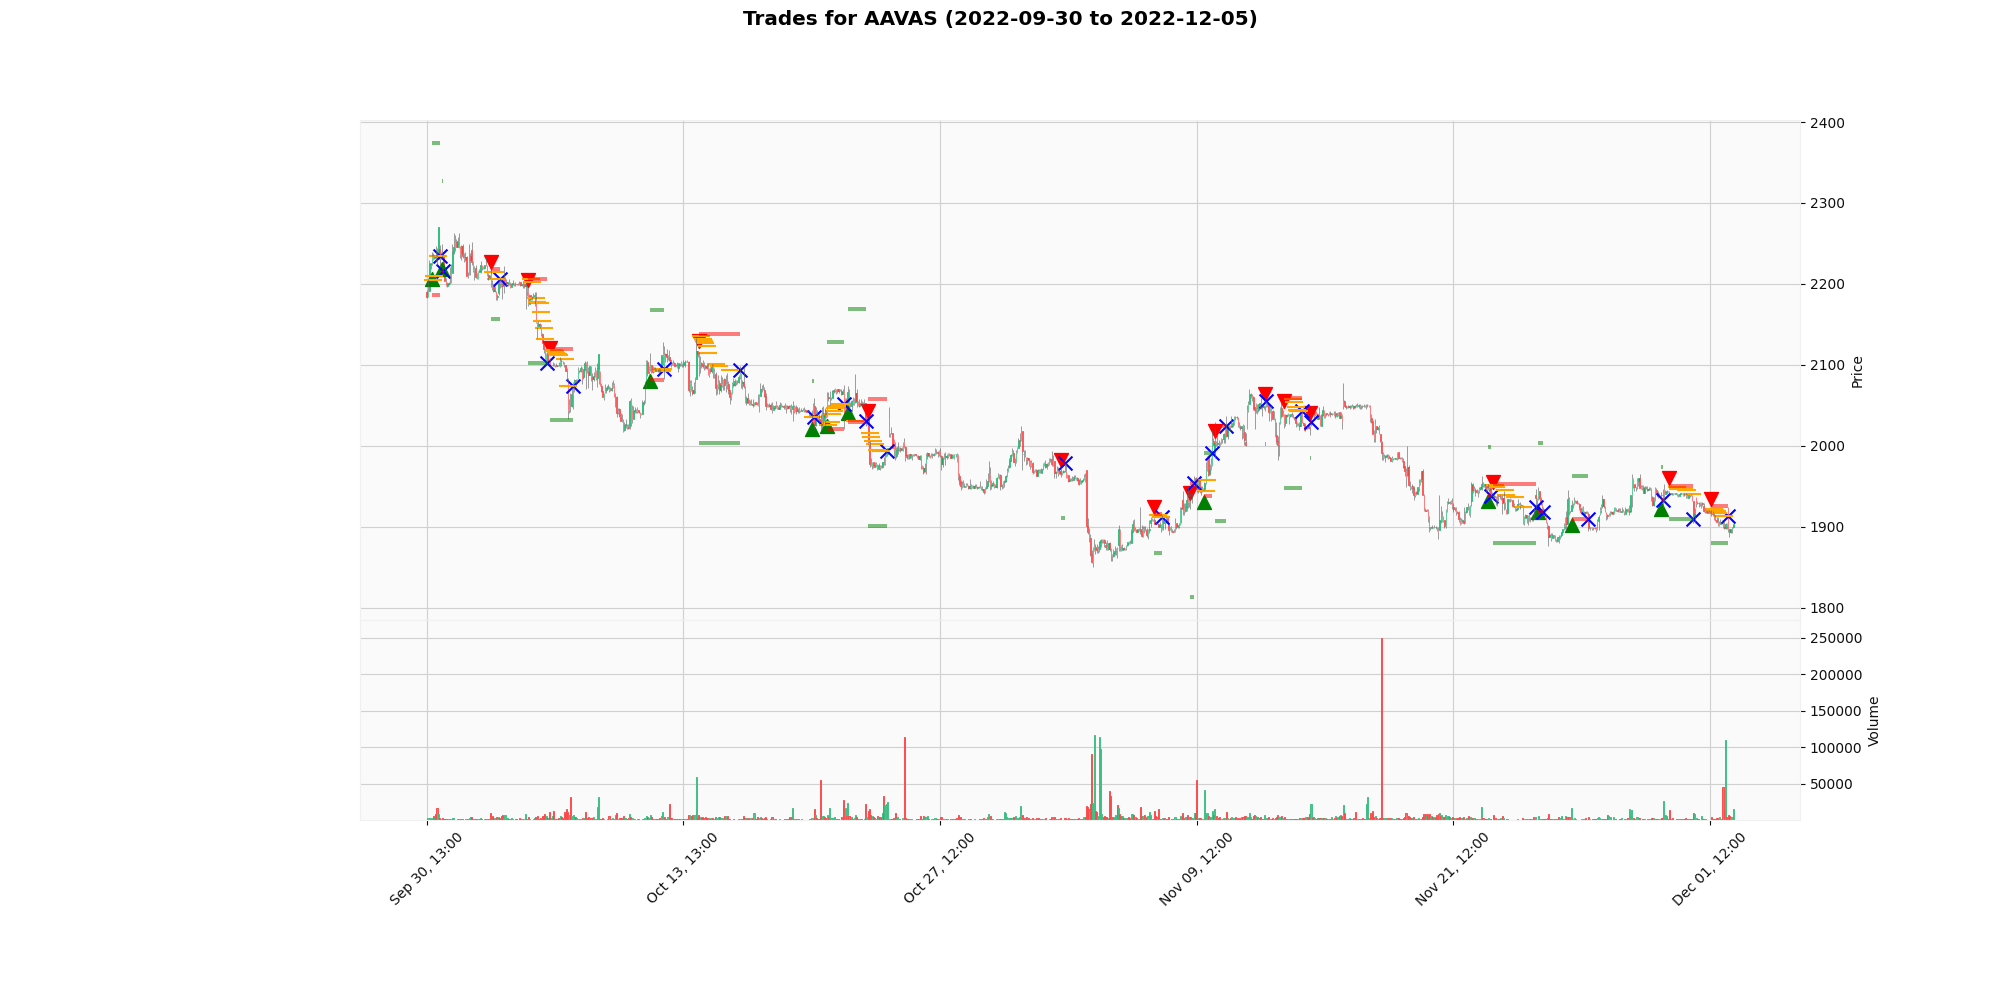 Trades for AAVAS (2022-09-30 to 2022-12-05)
2400
2300
2200
2100
2000
1900
1800
Price
250000
200000
150000
100000
50000
Volume
Sep 30, 13:00
Oct 13, 13:00
Oct 27, 12:00
Nov 09, 12:00
Nov 21, 12:00
Dec 01, 12:00